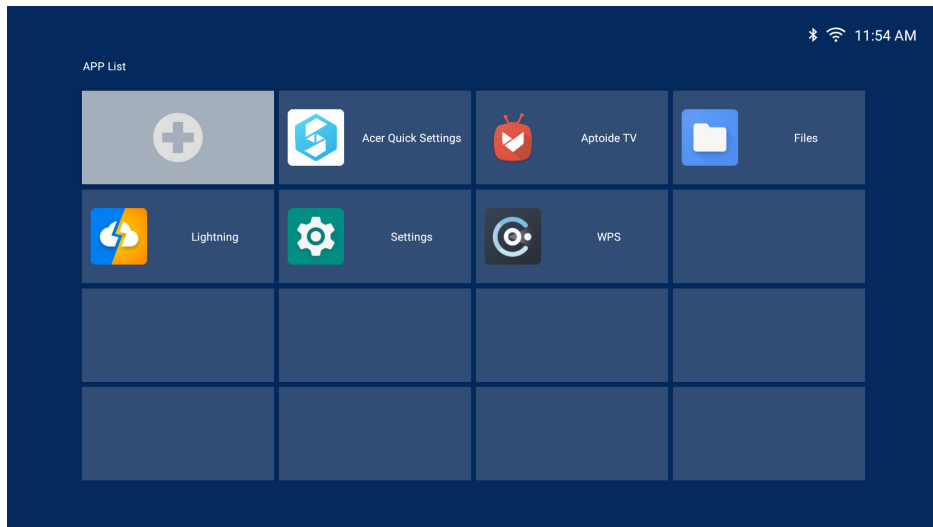 11:54 AM
APP List
Acer Quick Settings
Aptoide TV
Files
Lightning
Settings
WPS